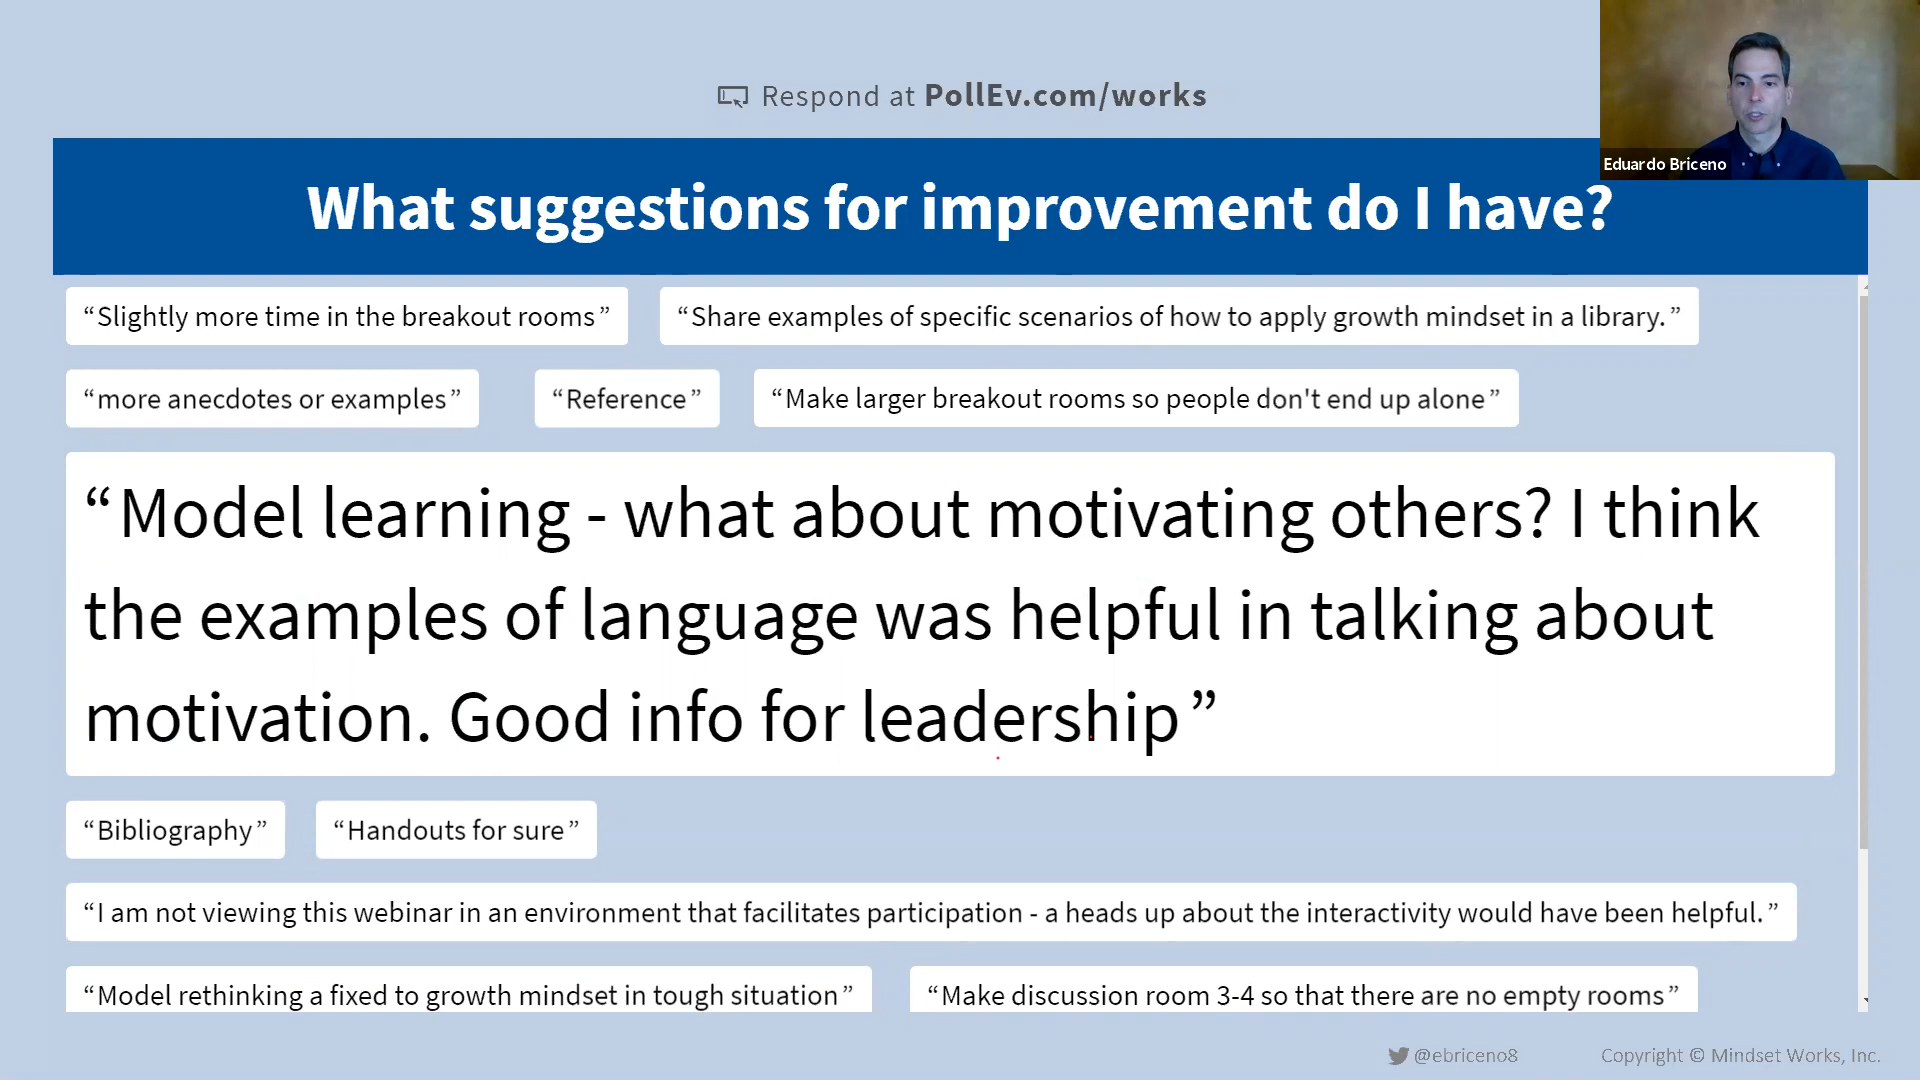 Respond at PollEv.com/works
Eduardo Briceno
What suggestions for improvement do I have?
“Slightly more time in the breakout rooms”
“Share examples of specific scenarios of how to apply growth mindset in a library.”
“more anecdotes or examples”
“Reference”
“Make larger breakout rooms so people don't end up alone”
“Model learning - what about motivating others? I think
the examples of language was helpful in talking about
motivation. Good info for leadership”
“Bibliography”
“Handouts for sure”
“I am not viewing this webinar in an environment that facilitates participation - a heads up about the interactivity would have been helpful.”
“Model rethinking a fixed to growth mindset in tough situation”
“Make discussion room 3-4 so that there are no empty rooms”
@ebriceno8
Copyright © Mindset Works, Inc.